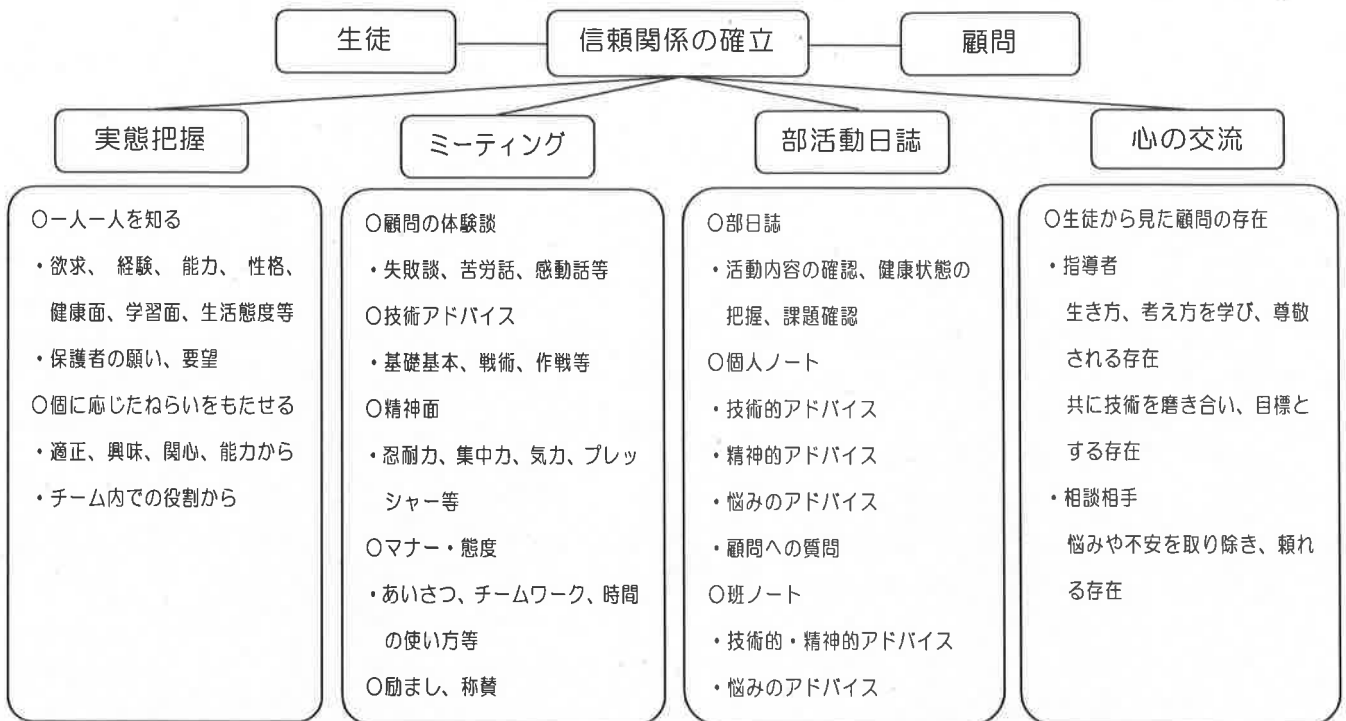 生徒
信頼関係の確立
顧問
実態把握
ミーティング
部活動日誌
心の交流
〇一人一人を知る
・欲求、 経験、 能力、 性格、
健康面、学習面、生活態度等
・保護者の願い、要望
〇個に応じたねらいをもたせる
・適正、興味、関心、能力から
・チーム内での役割から
〇顧問の体験談
・失敗談、苦労話、感動話等
〇技術アドバイス
・基礎基本、戦術、作戦等
〇精神面
・忍耐力、集中力、気力、プレッ
シャー等
〇マナー・態度
・あいさつ、チームワーク、時間
の使い方等
〇励まし、称賛
〇部日誌
・活動内容の確認、健康状態の
把握、課題確認
〇個人ノート
・技術的アドバイス
・精神的アドバイス
・悩みのアドバイス
・顧問への質問
〇班ノート
・技術的・精神的アドバイス
・悩みのアドバイス
〇生徒から見た顧問の存在
・指導者
生き方、考え方を学び、尊敬
される存在
共に技術を磨き合い、目標と
する存在
・相談相手
悩みや不安を取り除き、頼れ
る存在